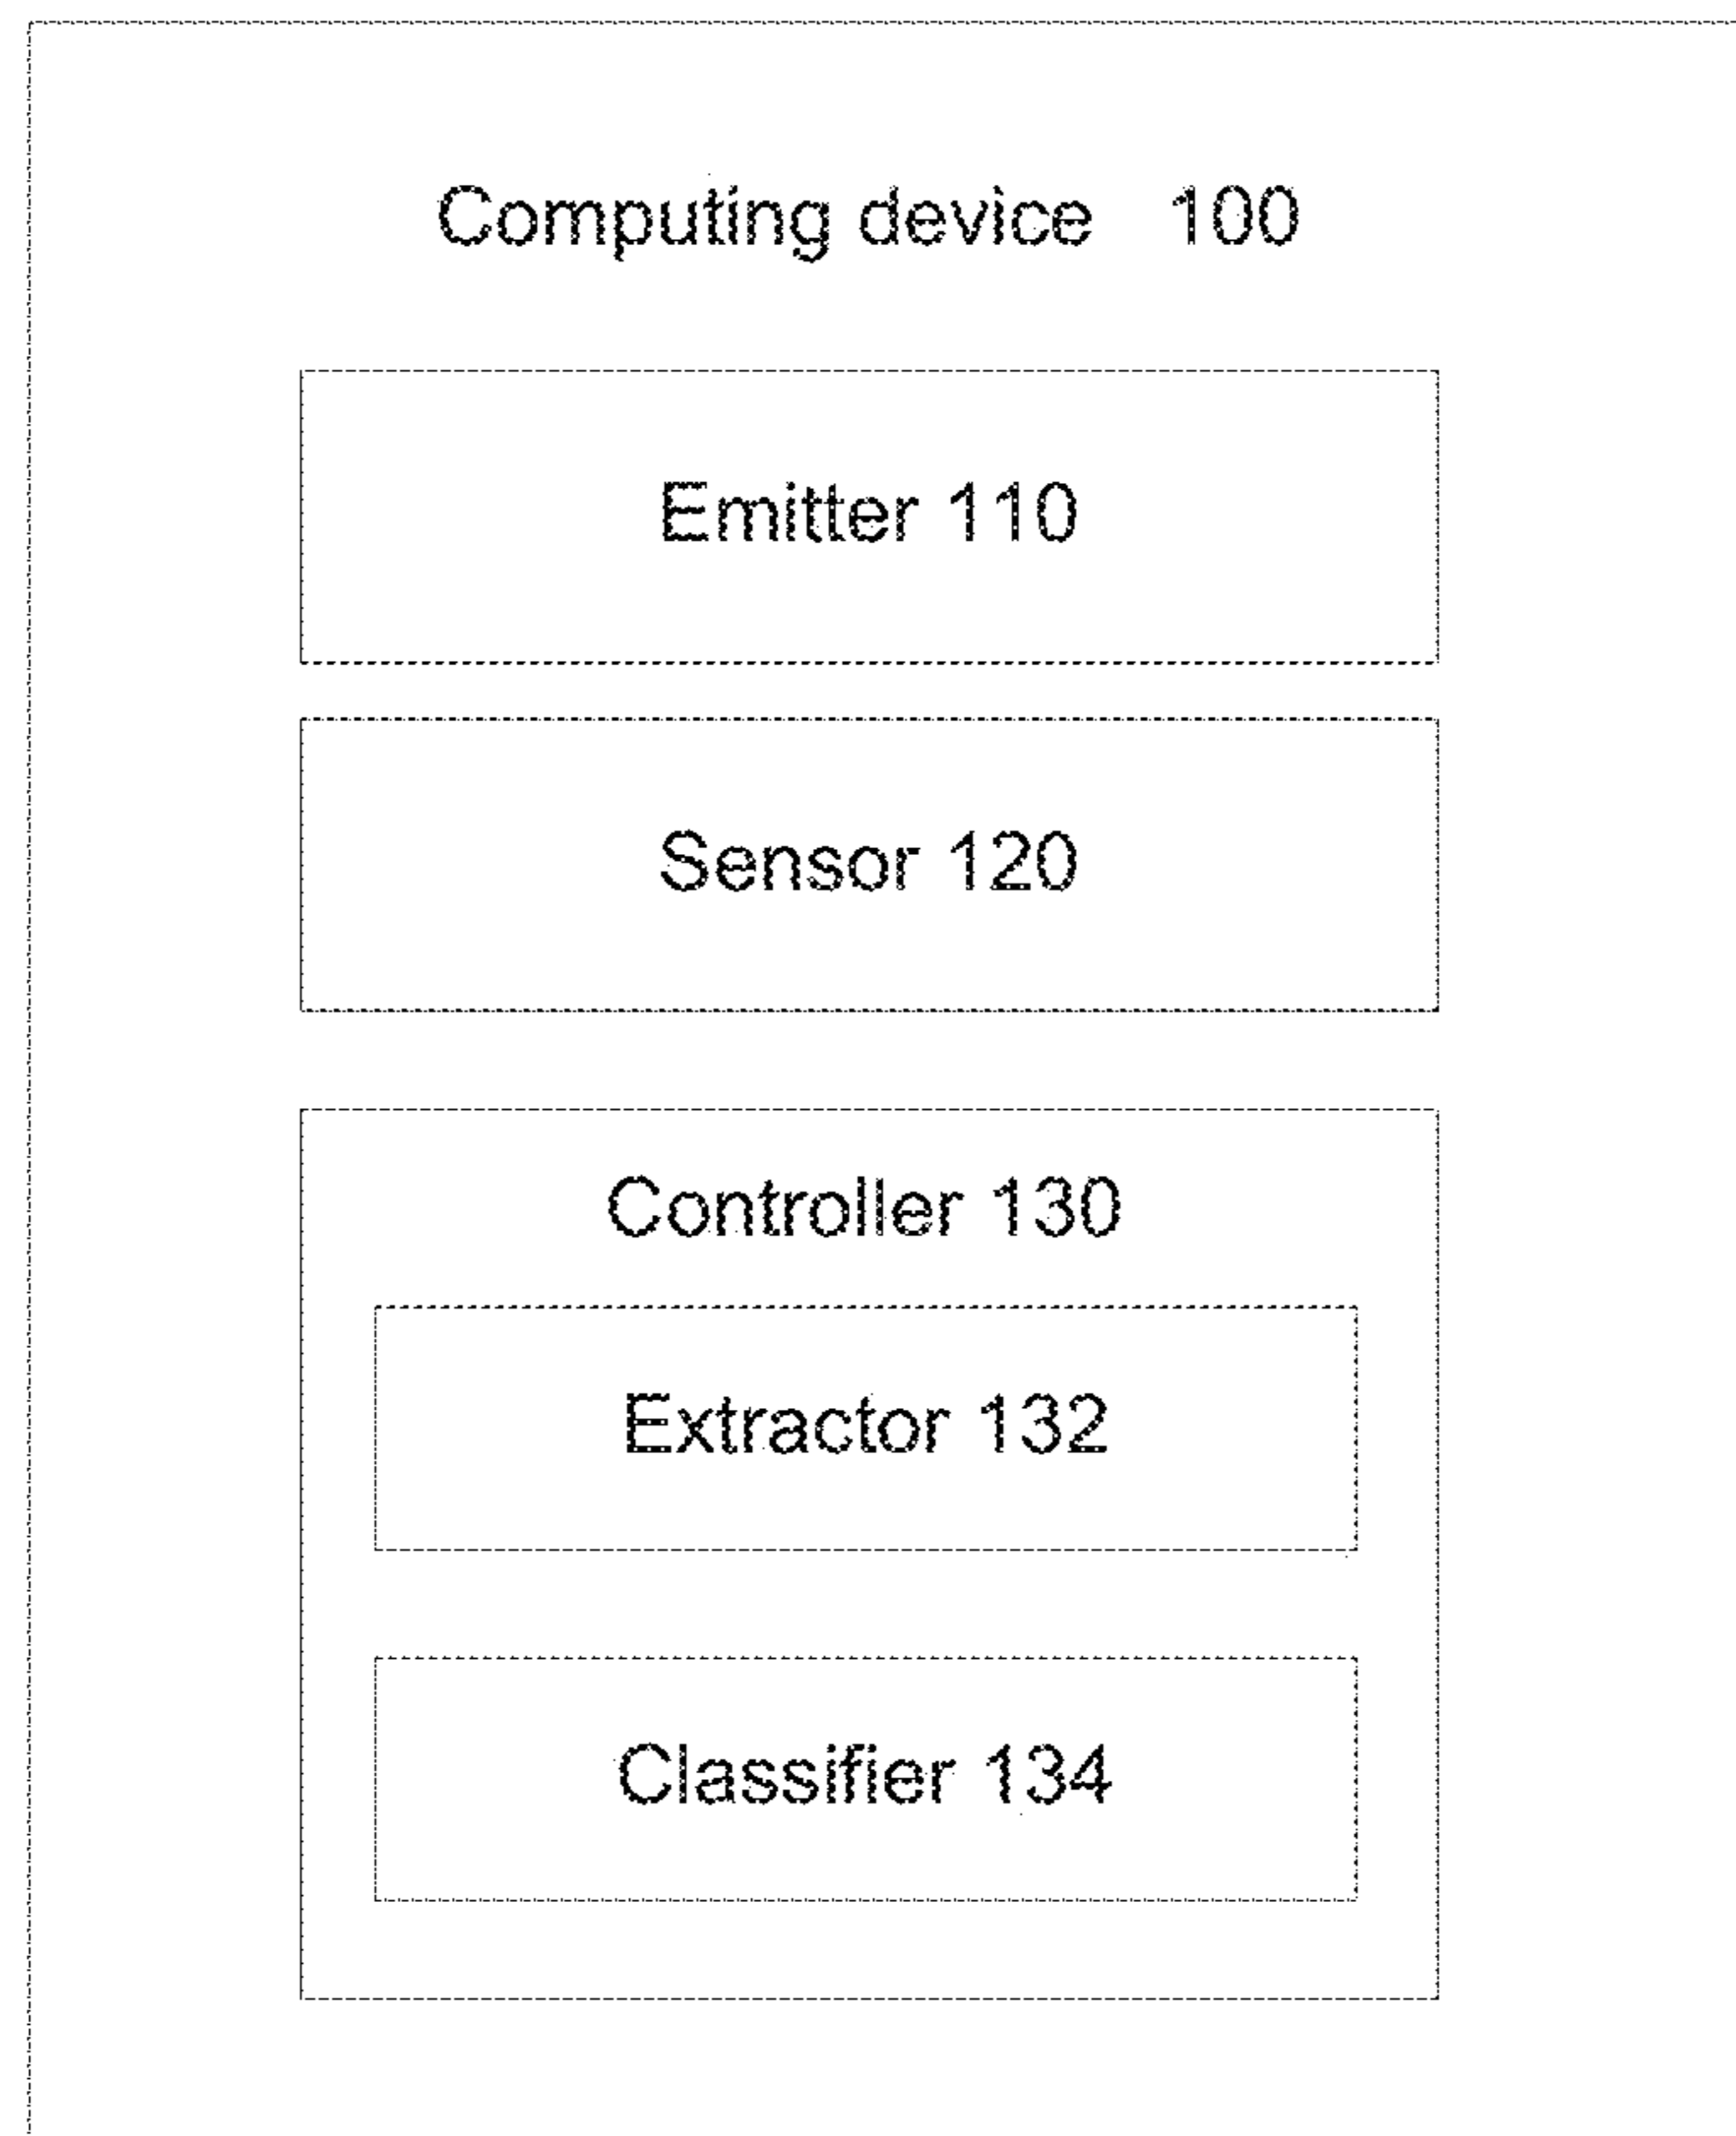 Computing device 100
Emitter 110
Sensor 120
Controller 130
Extractor 132
Classifier 134